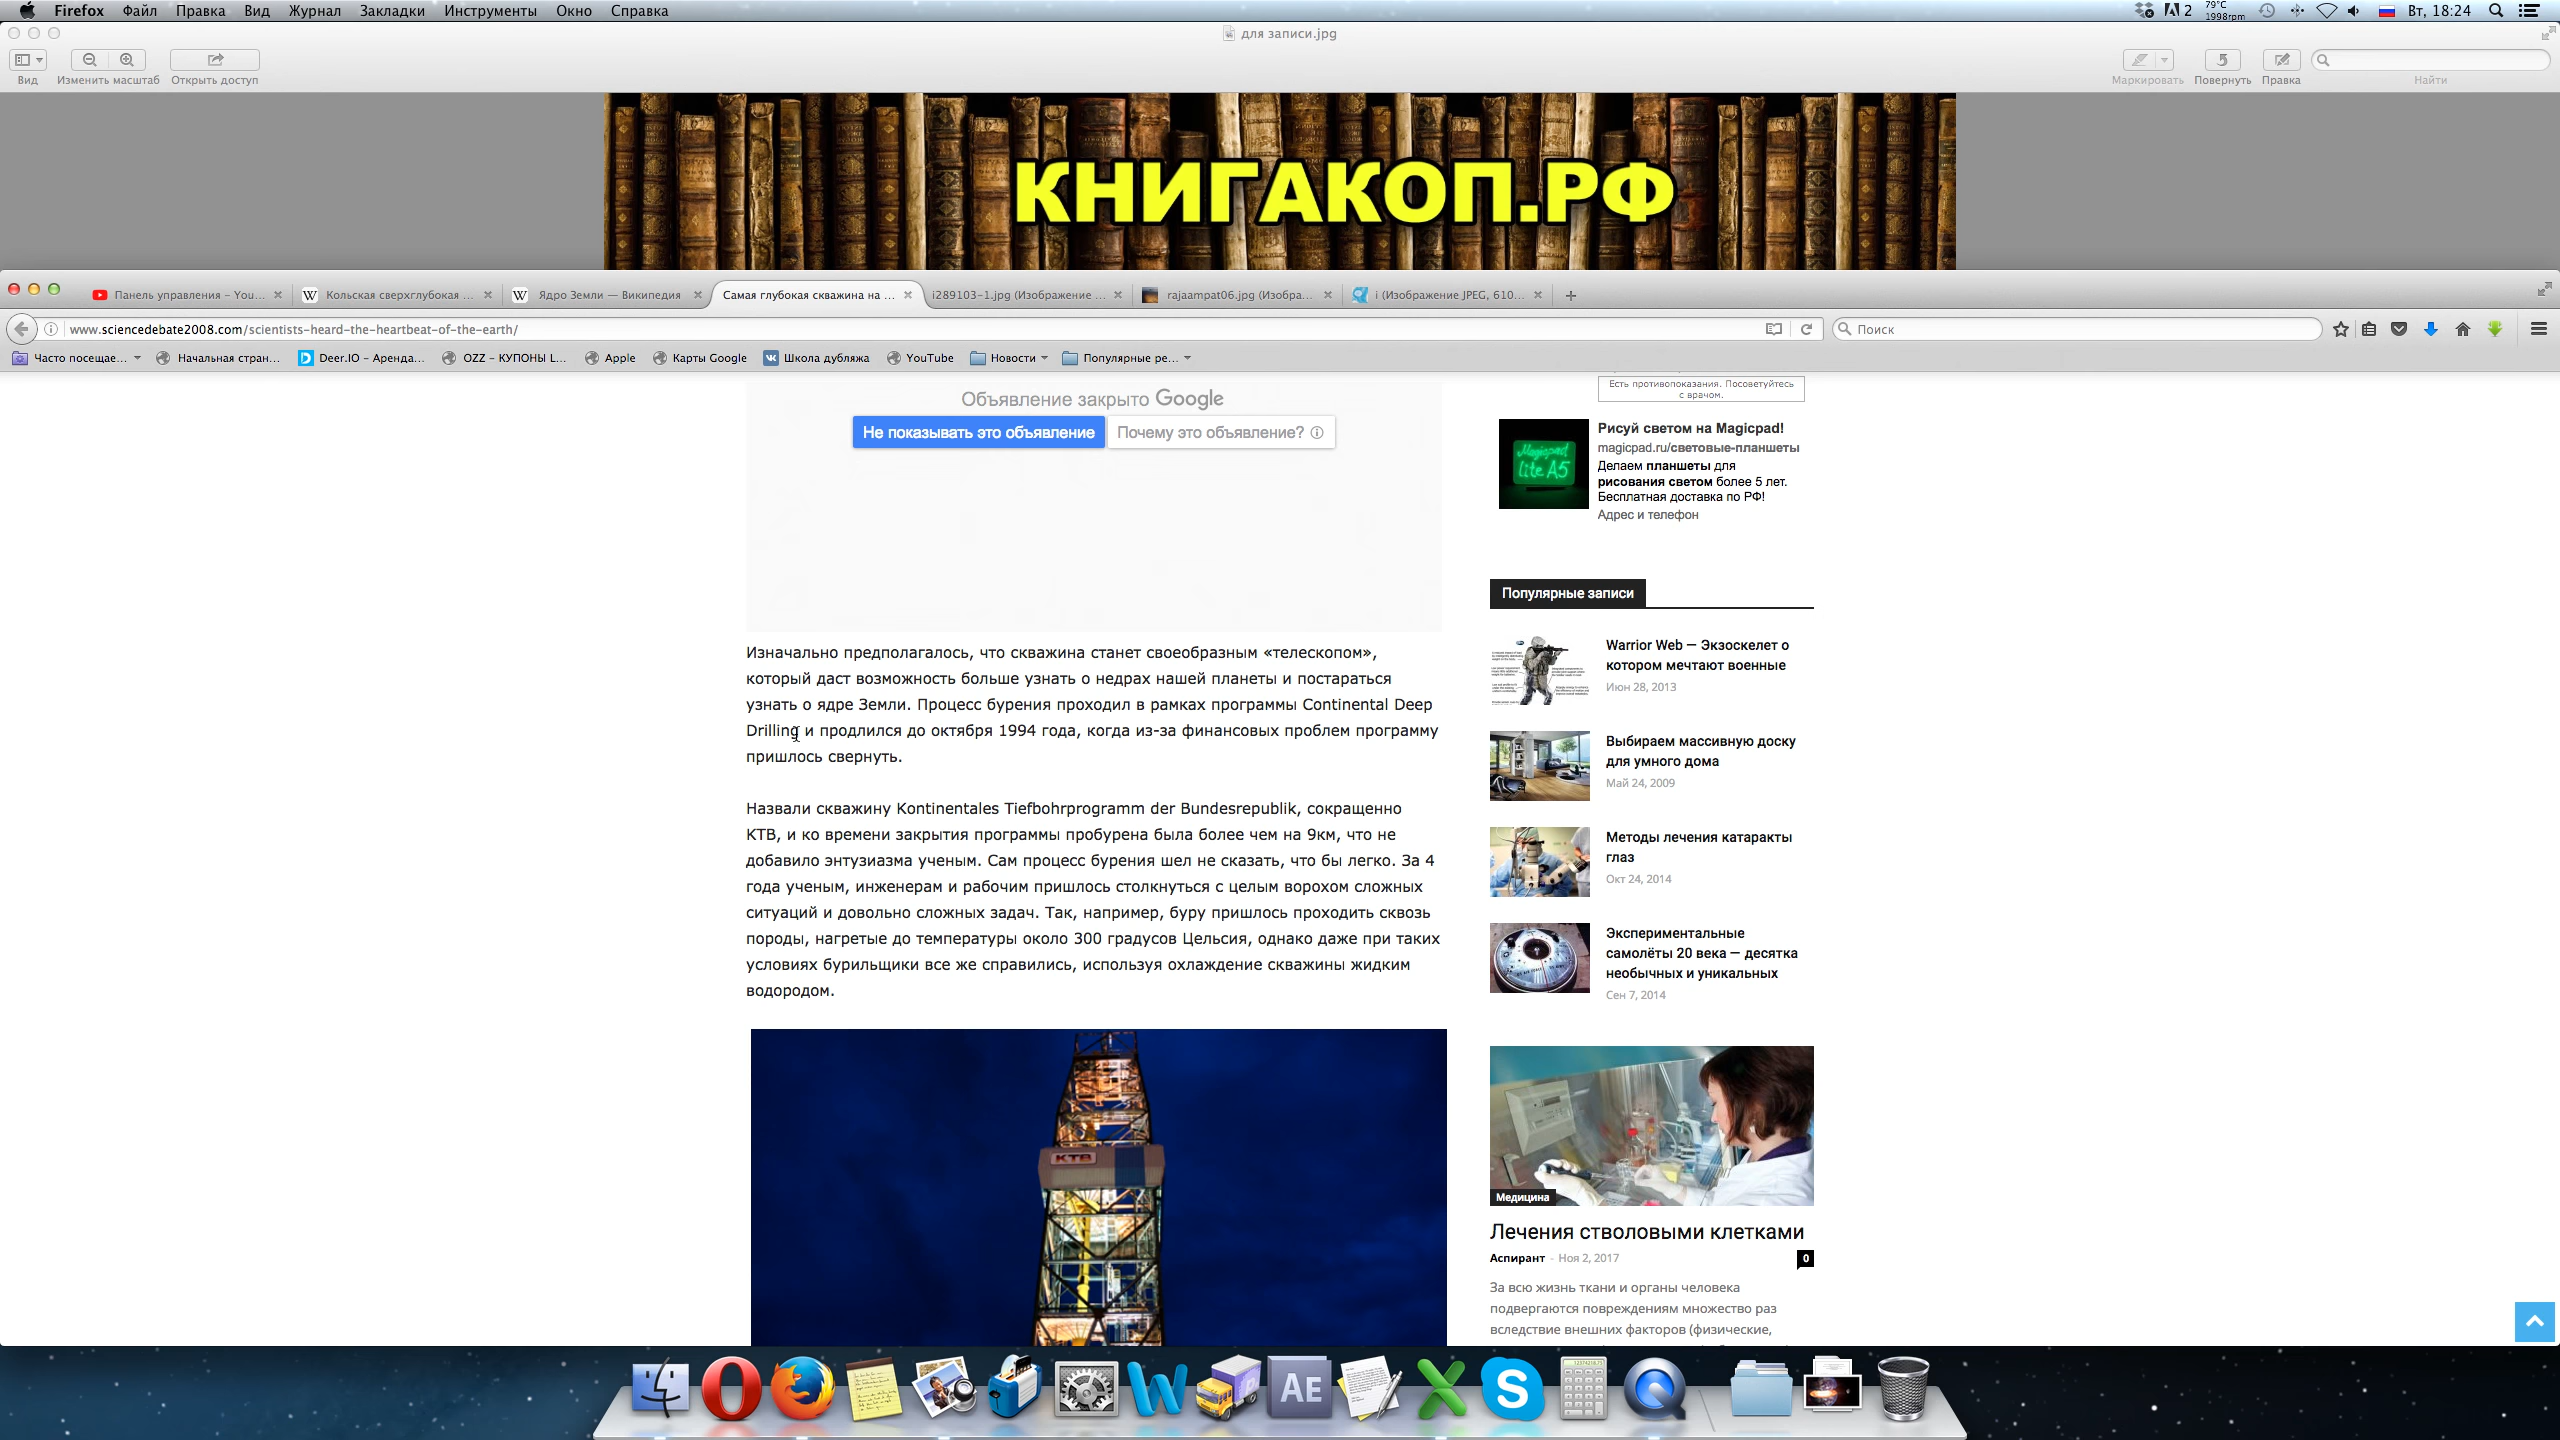 Firefox Файл Правка Вид Журнал Закладки Инструменты Окно Справка
2 79°C 1998rpm Вт, 18:24
для записи.jpg
Вид Изменить масштаб Открыть доступ Маркировать Повернуть Правка Найти
КНИГАКОП.РФ
Панель управления – You... Кольская сверхглубокая ... Ядро Земли — Википедия Самая глубокая скважина на ... i289103-1.jpg (Изображение ... rajaampat06.jpg (Изобра... i (Изображение JPEG, 610...
www.sciencedebate2008.com/scientists-heard-the-heartbeat-of-the-earth/ Поиск
Часто посещае... Начальная стран... Deer.IO - Аренда... OZZ - КУПОНЫ L... Apple Карты Google Школа дубляжа YouTube Новости Популярные ре...
Объявление закрыто Google
Не показывать это объявление Почему это объявление?
Изначально предполагалось, что скважина станет своеобразным «телескопом»,
который даст возможность больше узнать о недрах нашей планеты и постараться
узнать о ядре Земли. Процесс бурения проходил в рамках программы Continental Deep
Drilling и продлился до октября 1994 года, когда из-за финансовых проблем программу
пришлось свернуть.
Назвали скважину Kontinentales Tiefbohrprogramm der Bundesrepublik, сокращенно
KTB, и ко времени закрытия программы пробурена была более чем на 9км, что не
добавило энтузиазма ученым. Сам процесс бурения шел не сказать, что бы легко. За 4
года ученым, инженерам и рабочим пришлось столкнуться с целым ворохом сложных
ситуаций и довольно сложных задач. Так, например, буру пришлось проходить сквозь
породы, нагретые до температуры около 300 градусов Цельсия, однако даже при таких
условиях бурильщики все же справились, используя охлаждение скважины жидким
водородом.
KTB
Есть противопоказания. Посоветуйтесь
с врачом.
Magicpad
lite A5
Рисуй светом на Magicpad!
magicpad.ru/световые-планшеты
Делаем планшеты для
рисования светом более 5 лет.
Бесплатная доставка по РФ!
Адрес и телефон
Популярные записи
Warrior Web — Экзоскелет о
котором мечтают военные
Июн 28, 2013
Выбираем массивную доску
для умного дома
Май 24, 2009
Методы лечения катаракты
глаз
Окт 24, 2014
Экспериментальные
самолёты 20 века — десятка
необычных и уникальных
Сен 7, 2014
Медицина
Лечения стволовыми клетками
Аспирант - Ноя 2, 2017 0
За всю жизнь ткани и органы человека
подвергаются повреждениям множество раз
вследствие внешних факторов (физические,
AE